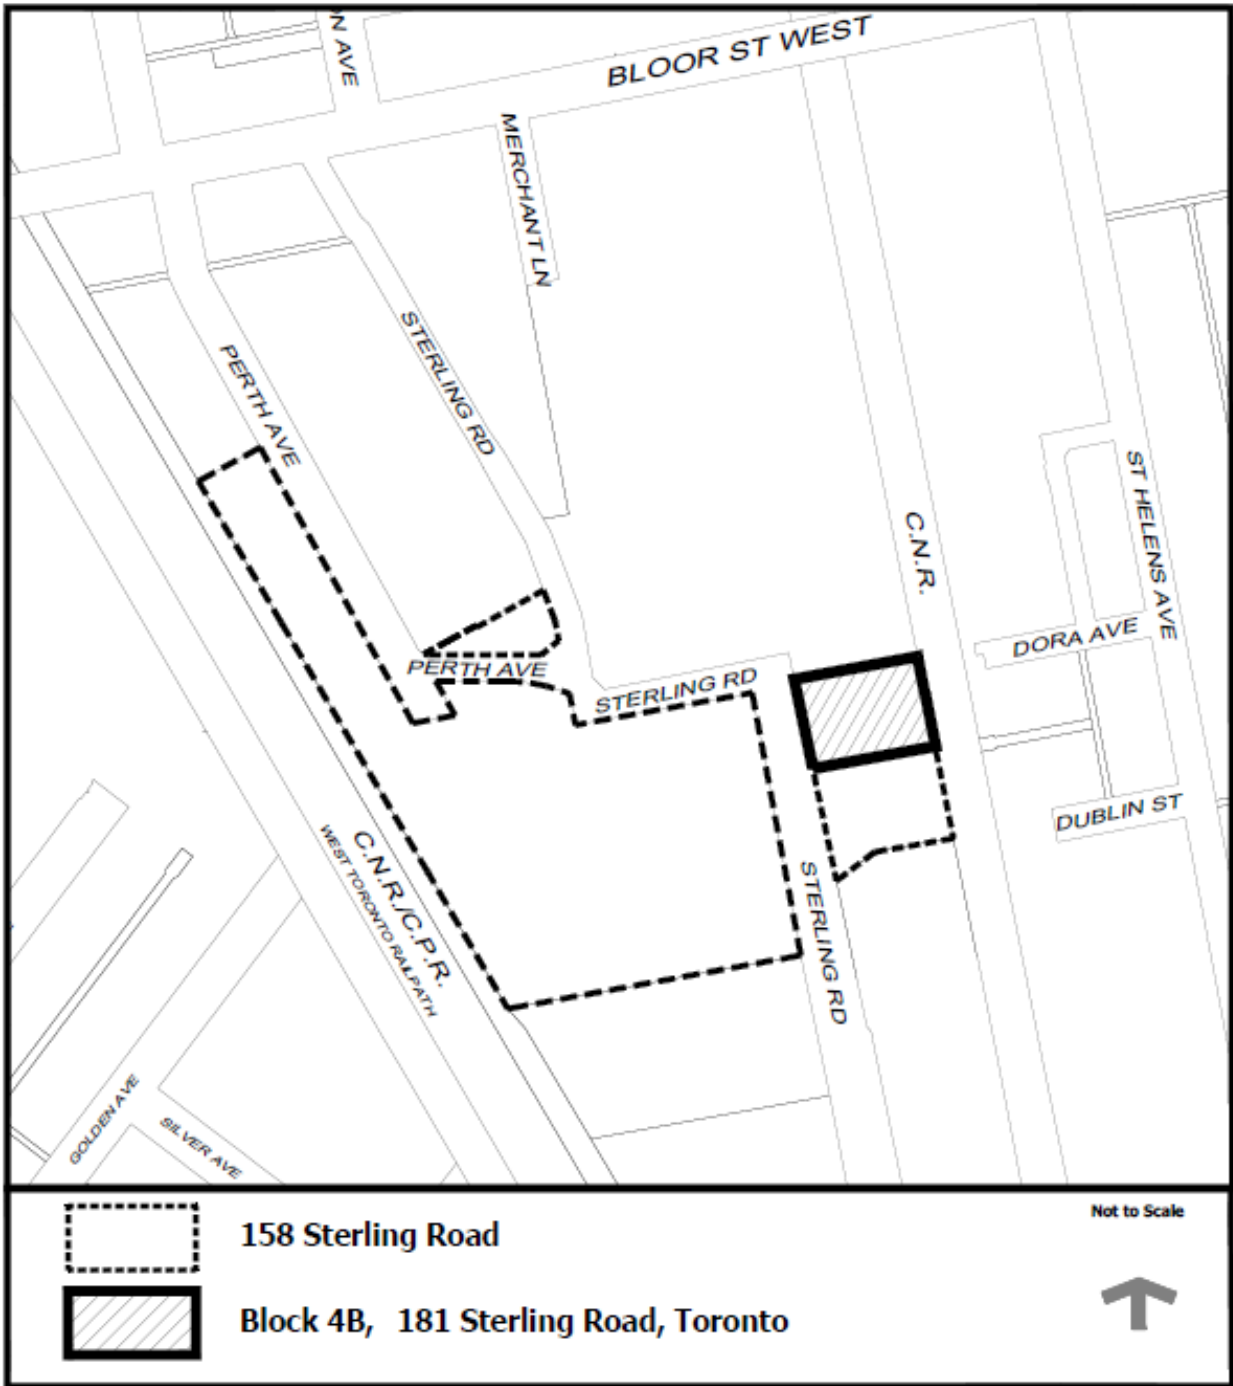 N AVE
BLOOR ST WEST
MERCHANT LN
STERLING RD
PERTH AVE
ST HELENS AVE
C.N.R.
DORA AVE
PERTH AVE
STERLING RD
DUBLIN ST
C.N.R./C.P.R.
WEST TORONTO RAILPATH
STERLING RD
GOLDEN AVE
SILVER AVE
158 Sterling Road
Not to Scale
Block 4B, 181 Sterling Road, Toronto